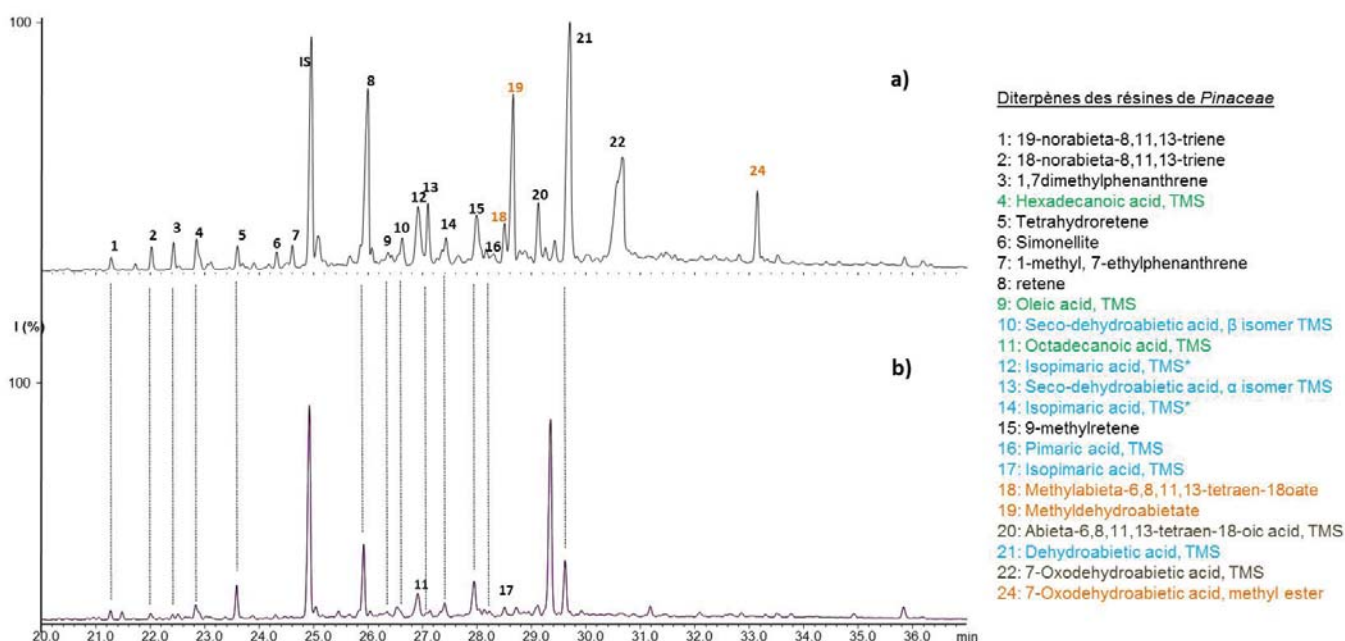 100
IS
8
19
21
a)
22
24
12
13
15
20
14
18
10
9
16
1
2
3
4
5
6
7
I (%)
100
b)
11
17
20.0 21.0 22.0 23.0 24.0 25.0 26.0 27.0 28.0 29.0 30.0 31.0 32.0 33.0 34.0 35.0 36.0 min
Diterpènes des résines de Pinaceae
1: 19-norabieta-8,11,13-triene
2: 18-norabieta-8,11,13-triene
3: 1,7dimethylphenanthrene
4: Hexadecanoic acid, TMS
5: Tetrahydroretene
6: Simonellite
7: 1-methyl, 7-ethylphenanthrene
8: retene
9: Oleic acid, TMS
10: Seco-dehydroabietic acid, β isomer TMS
11: Octadecanoic acid, TMS
12: Isopimaric acid, TMS*
13: Seco-dehydroabietic acid, α isomer TMS
14: Isopimaric acid, TMS*
15: 9-methylretene
16: Pimaric acid, TMS
17: Isopimaric acid, TMS
18: Methylabieta-6,8,11,13-tetraen-18oate
19: Methyldehydroabietate
20: Abieta-6,8,11,13-tetraen-18-oic acid, TMS
21: Dehydroabietic acid, TMS
22: 7-Oxodehydroabietic acid, TMS
24: 7-Oxodehydroabietic acid, methyl ester